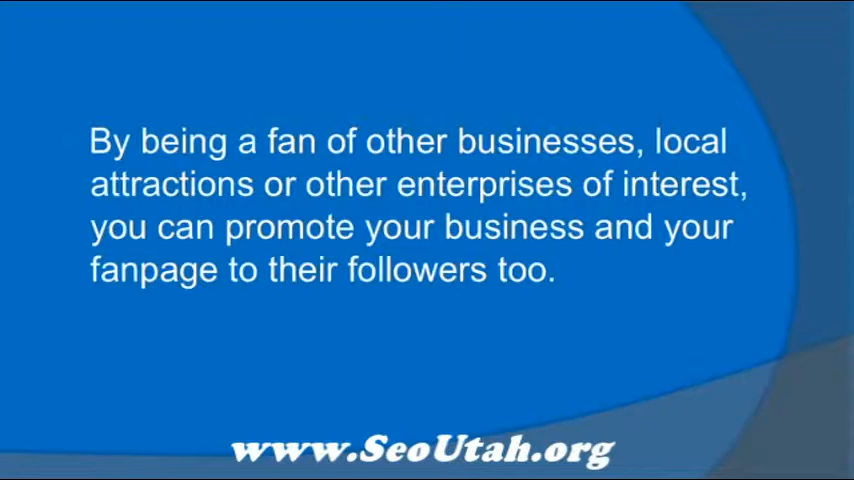 By being a fan of other businesses, local
attractions or other enterprises of interest,
you can promote your business and your
fanpage to their followers too.
www.SeoUtah.org